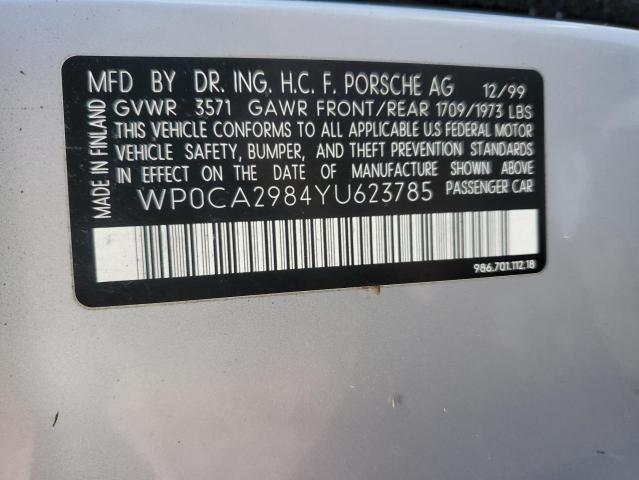 MFD BY DR. ING. H.C. F. PORSCHE AG 12/99
GVWR 3571 GAWR FRONT/REAR 1709/1973 LBS
THIS VEHICLE CONFORMS TO ALL APPLICABLE U.S FEDERAL MOTOR
VEHICLE SAFETY, BUMPER, AND THEFT PREVENTION STANDARDS
IN EFFECT ON THE DATE OF MANUFACTURE SHOWN ABOVE.
WP0CA2984YU623785 PASSENGER CAR
MADE IN FINLAND
986.701.112.18